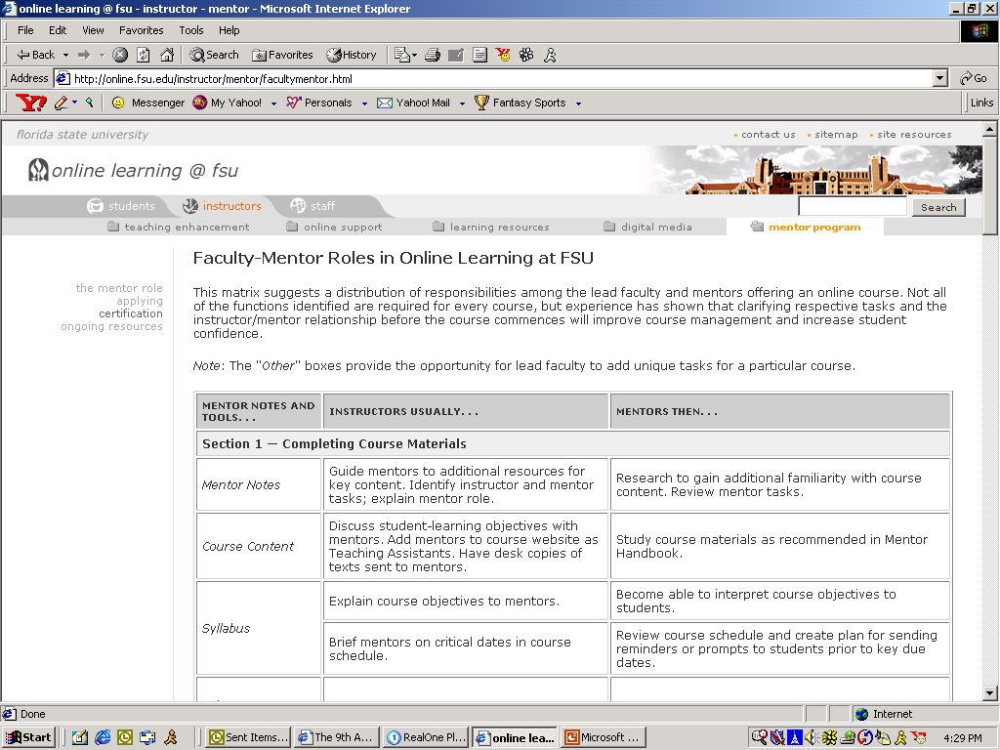 online learning @ fsu - instructor - mentor - Microsoft Internet Explorer
File Edit View Favorites Tools Help
Back Search Favorites History
Address http://online.fsu.edu/instructor/mentor/facultymentor.html Go
Y! Messenger My Yahoo! Personals Yahoo! Mail Fantasy Sports Links
florida state university contact us sitemap site resources
online learning @ fsu
students instructors staff Search
teaching enhancement online support learning resources digital media mentor program
the mentor role
applying
certification
ongoing resources
Faculty-Mentor Roles in Online Learning at FSU
This matrix suggests a distribution of responsibilities among the lead faculty and mentors offering an online course. Not all
of the functions identified are required for every course, but experience has shown that clarifying respective tasks and the
instructor/mentor relationship before the course commences will improve course management and increase student
confidence.
Note: The "Other" boxes provide the opportunity for lead faculty to add unique tasks for a particular course.
MENTOR NOTES AND
TOOLS...
INSTRUCTORS USUALLY...
MENTORS THEN...
Section 1 — Completing Course Materials
Mentor Notes
Guide mentors to additional resources for
key content. Identify instructor and mentor
tasks; explain mentor role.
Research to gain additional familiarity with course
content. Review mentor tasks.
Course Content
Discuss student-learning objectives with
mentors. Add mentors to course website as
Teaching Assistants. Have desk copies of
texts sent to mentors.
Study course materials as recommended in Mentor
Handbook.
Syllabus
Explain course objectives to mentors.
Become able to interpret course objectives to
students.
Brief mentors on critical dates in course
schedule.
Review course schedule and create plan for sending
reminders or prompts to students prior to key due
dates.
Done Internet
Start Sent Items... The 9th A... RealOne Pl... online lea... Microsoft ... 4:29 PM